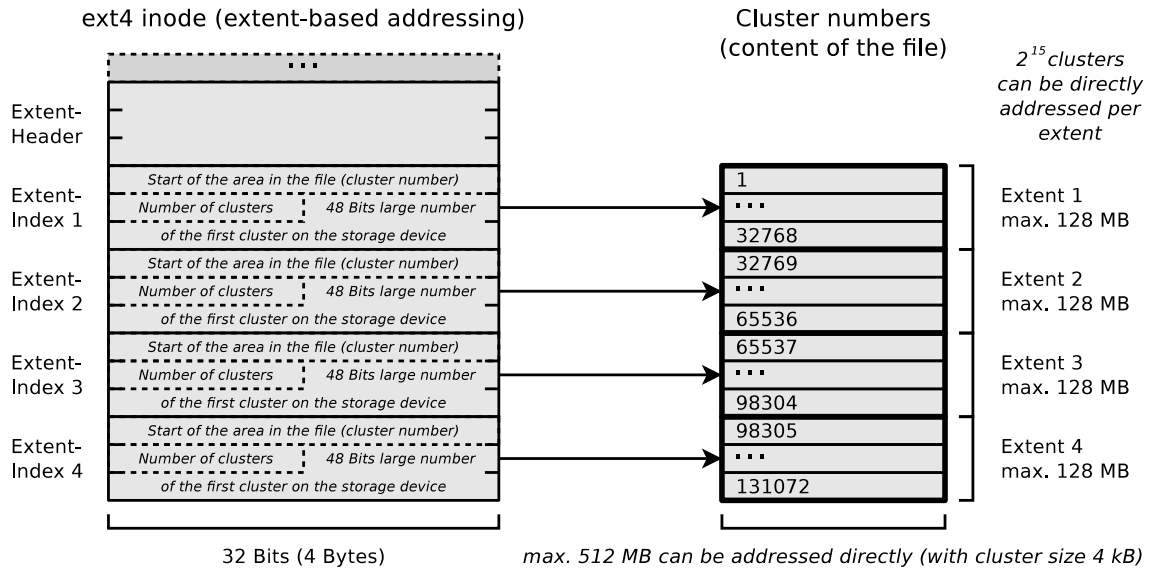 ext4 inode (extent-based addressing)
Cluster numbers
(content of the file)
2^15 clusters
can be directly
addressed per
extent
...
Extent-
Header
Extent-
Index 1
Start of the area in the file (cluster number)
Number of clusters
48 Bits large number
of the first cluster on the storage device
1
...
32768
Extent 1
max. 128 MB
Extent-
Index 2
Start of the area in the file (cluster number)
Number of clusters
48 Bits large number
of the first cluster on the storage device
32769
...
65536
Extent 2
max. 128 MB
Extent-
Index 3
Start of the area in the file (cluster number)
Number of clusters
48 Bits large number
of the first cluster on the storage device
65537
...
98304
Extent 3
max. 128 MB
Extent-
Index 4
Start of the area in the file (cluster number)
Number of clusters
48 Bits large number
of the first cluster on the storage device
98305
...
131072
Extent 4
max. 128 MB
32 Bits (4 Bytes)
max. 512 MB can be addressed directly (with cluster size 4 kB)